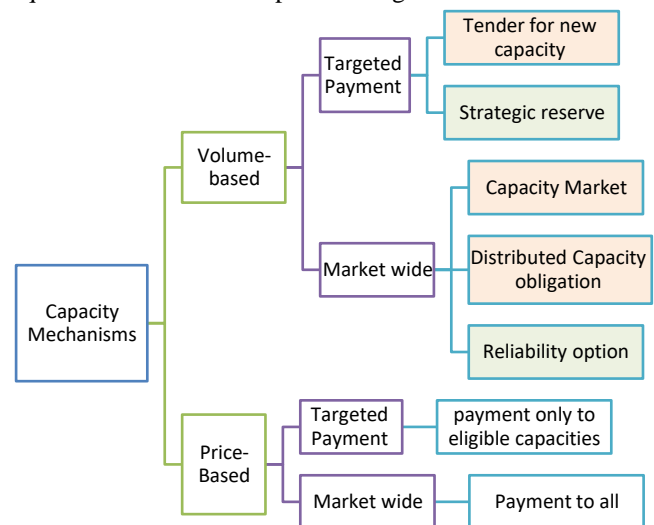 Tender for new
capacity
Targeted
Payment
Strategic reserve
Volume-
based
Capacity Market
Market wide
Distributed Capacity
obligation
Capacity
Mechanisms
Reliability option
Targeted
Payment
payment only to
eligible capacities
Price-
Based
Market wide
Payment to all